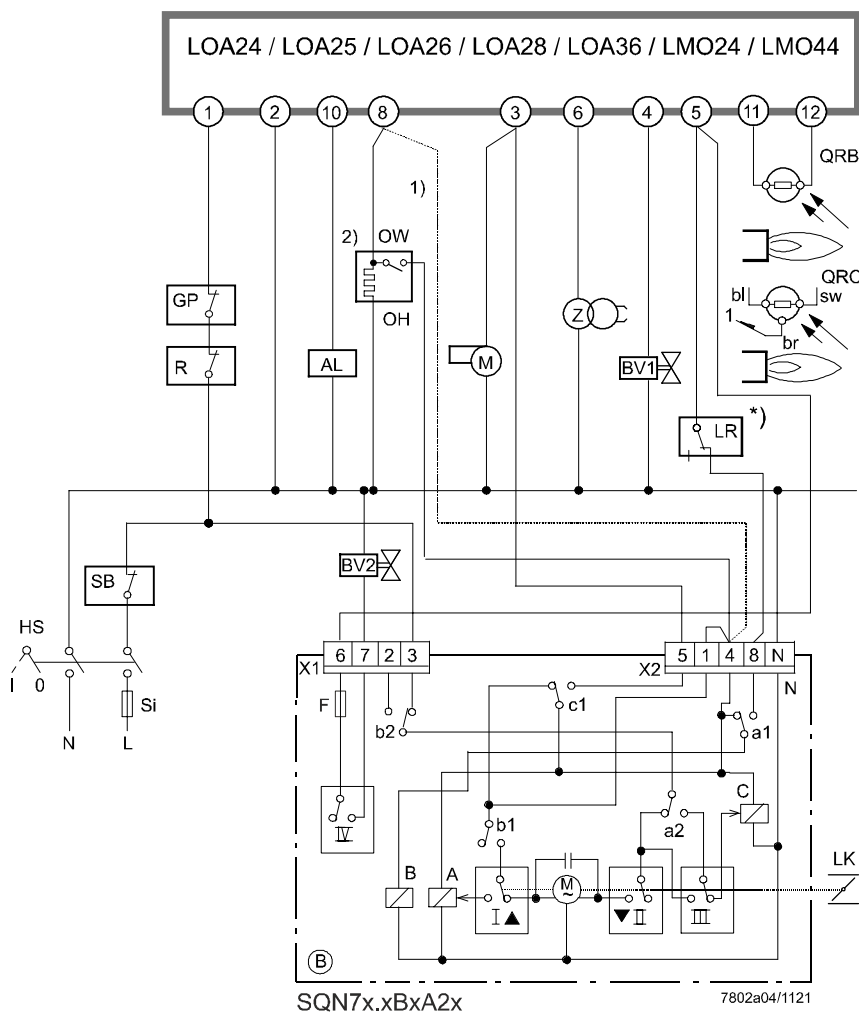 LOA24 / LOA25 / LOA26 / LOA28 / LOA36 / LMO24 / LMO44
1 2 10 8 3 6 4 5 11 12
QRB
1)
2) OW
OH
GP
R
AL
M
Z
BV1
QRC
bl sw
1
br
*)
LR
SB
BV2
HS
I 0
Si
N L
X1 6 7 2 3
X2 5 1 4 8 N
N
F
b2
c1
a1
IV
b1
a2
C
B A
M
~
I II III
LK
B
SQN7x.xBxA2x
7802a04/1121